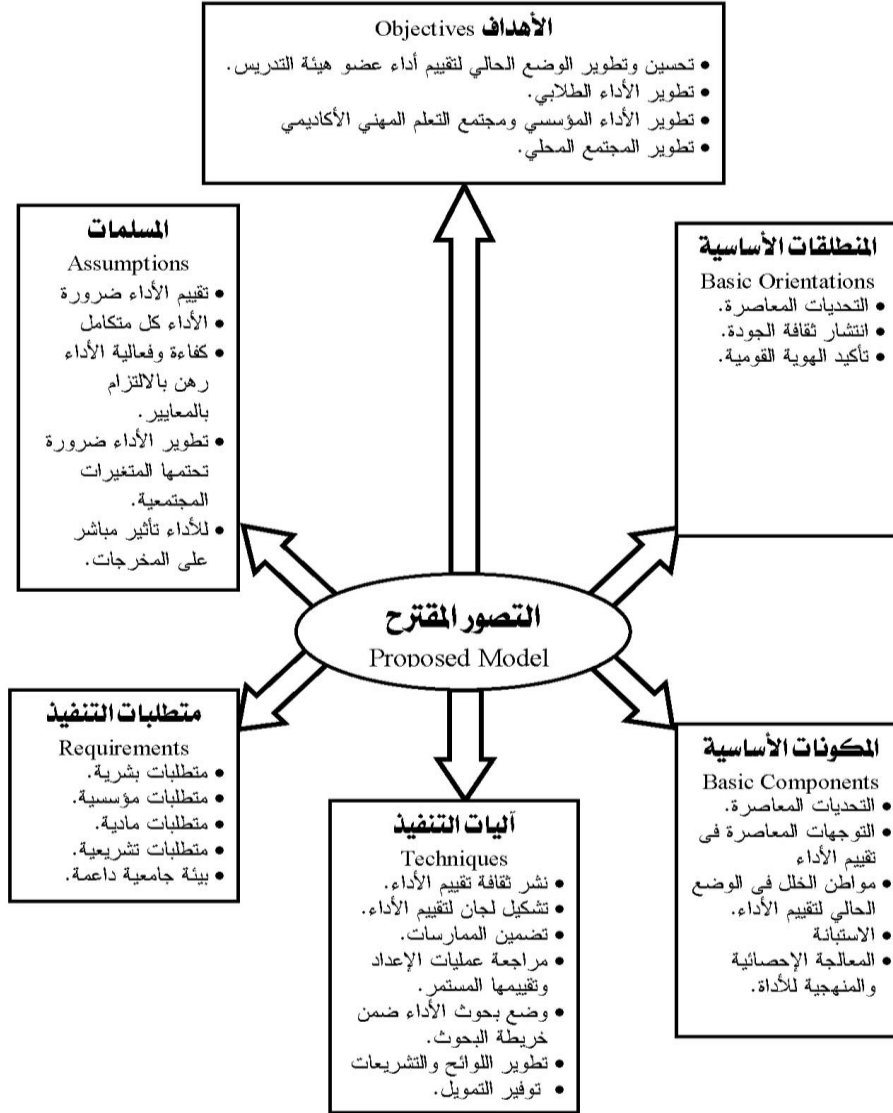 الأهداف Objectives
• تحسين وتطوير الوضع الحالي لتقييم أداء عضو هيئة التدريس.
• تطوير الأداء الطلابي.
• تطوير الأداء المؤسسي ومجتمع التعلم المهني الأكاديمي
• تطوير المجتمع المحلي.
المنطلقات الأساسية
Basic Orientations
• التحديات المعاصرة.
• انتشار ثقافة الجودة.
• تأكيد الهوية القومية.
المسلمات
Assumptions
• تقييم الأداء ضرورة
• الأداء كل متكامل
• كفاءة وفعالية الأداء
رهن بالالتزام
بالمعايير.
• تطوير الأداء ضرورة
تحتمها المتغيرات
المجتمعية.
• للأداء تأثير مباشر
على المخرجات.
التصور المقترح
Proposed Model
المكونات الأساسية
Basic Components
• التحديات المعاصرة.
• التوجهات المعاصرة فى
تقييم الأداء
• مواطن الخلل فى الوضع
الحالي لتقييم الأداء.
• الاستبانة
• المعالجة الإحصائية
والمنهجية للأداة.
آليات التنفيذ
Techniques
• نشر ثقافة تقييم الأداء.
• تشكيل لجان لتقييم الأداء.
• تضمين الممارسات.
• مراجعة عمليات الإعداد
وتقييمها المستمر.
• وضع بحوث الأداء ضمن
خريطة البحوث.
• تطوير اللوائح والتشريعات
• توفير التمويل.
متطلبات التنفيذ
Requirements
• متطلبات بشرية.
• متطلبات مؤسسية.
• متطلبات مادية.
• متطلبات تشريعية.
• بيئة جامعية داعمة.